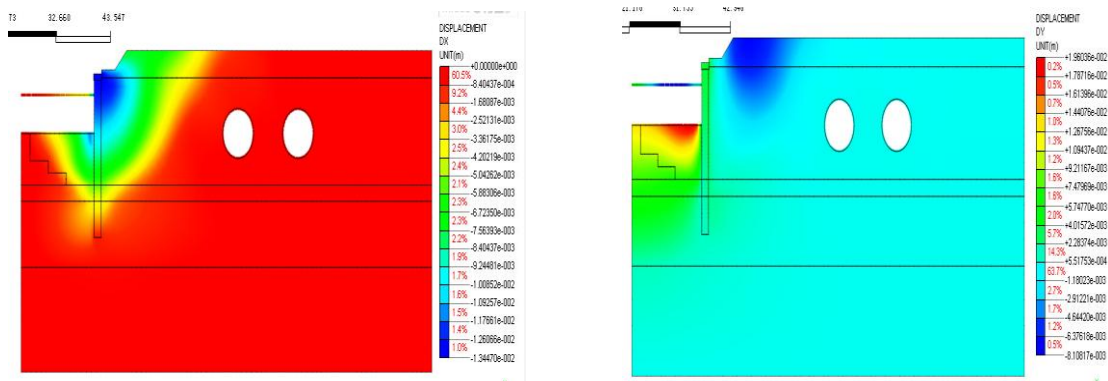 T3 32.660 43.547
DISPLACEMENT
DX
UNIT(m)
+0.00000e+000
60.5%
-8.40437e-004
9.2%
-1.68087e-003
4.4%
-2.52131e-003
3.0%
-3.36175e-003
2.5%
-4.20219e-003
2.4%
-5.04262e-003
2.1%
-5.88306e-003
2.3%
-6.72350e-003
2.3%
-7.56393e-003
2.2%
-8.40437e-003
1.9%
-9.24481e-003
1.7%
-1.00852e-002
1.6%
-1.09257e-002
1.5%
-1.17661e-002
1.4%
-1.26066e-002
1.0%
-1.34470e-002
DISPLACEMENT
DY
UNIT(m)
+1.96036e-002
0.2%
+1.78716e-002
0.5%
+1.61396e-002
0.7%
+1.44076e-002
1.0%
+1.26756e-002
1.3%
+1.09437e-002
1.2%
+9.21167e-003
1.6%
+7.47969e-003
1.6%
+5.74770e-003
2.0%
+4.01572e-003
5.7%
+2.28374e-003
14.3%
+5.51753e-004
63.7%
-1.18023e-003
2.7%
-2.91221e-003
1.7%
-4.64420e-003
1.2%
-6.37618e-003
0.5%
-8.10817e-003